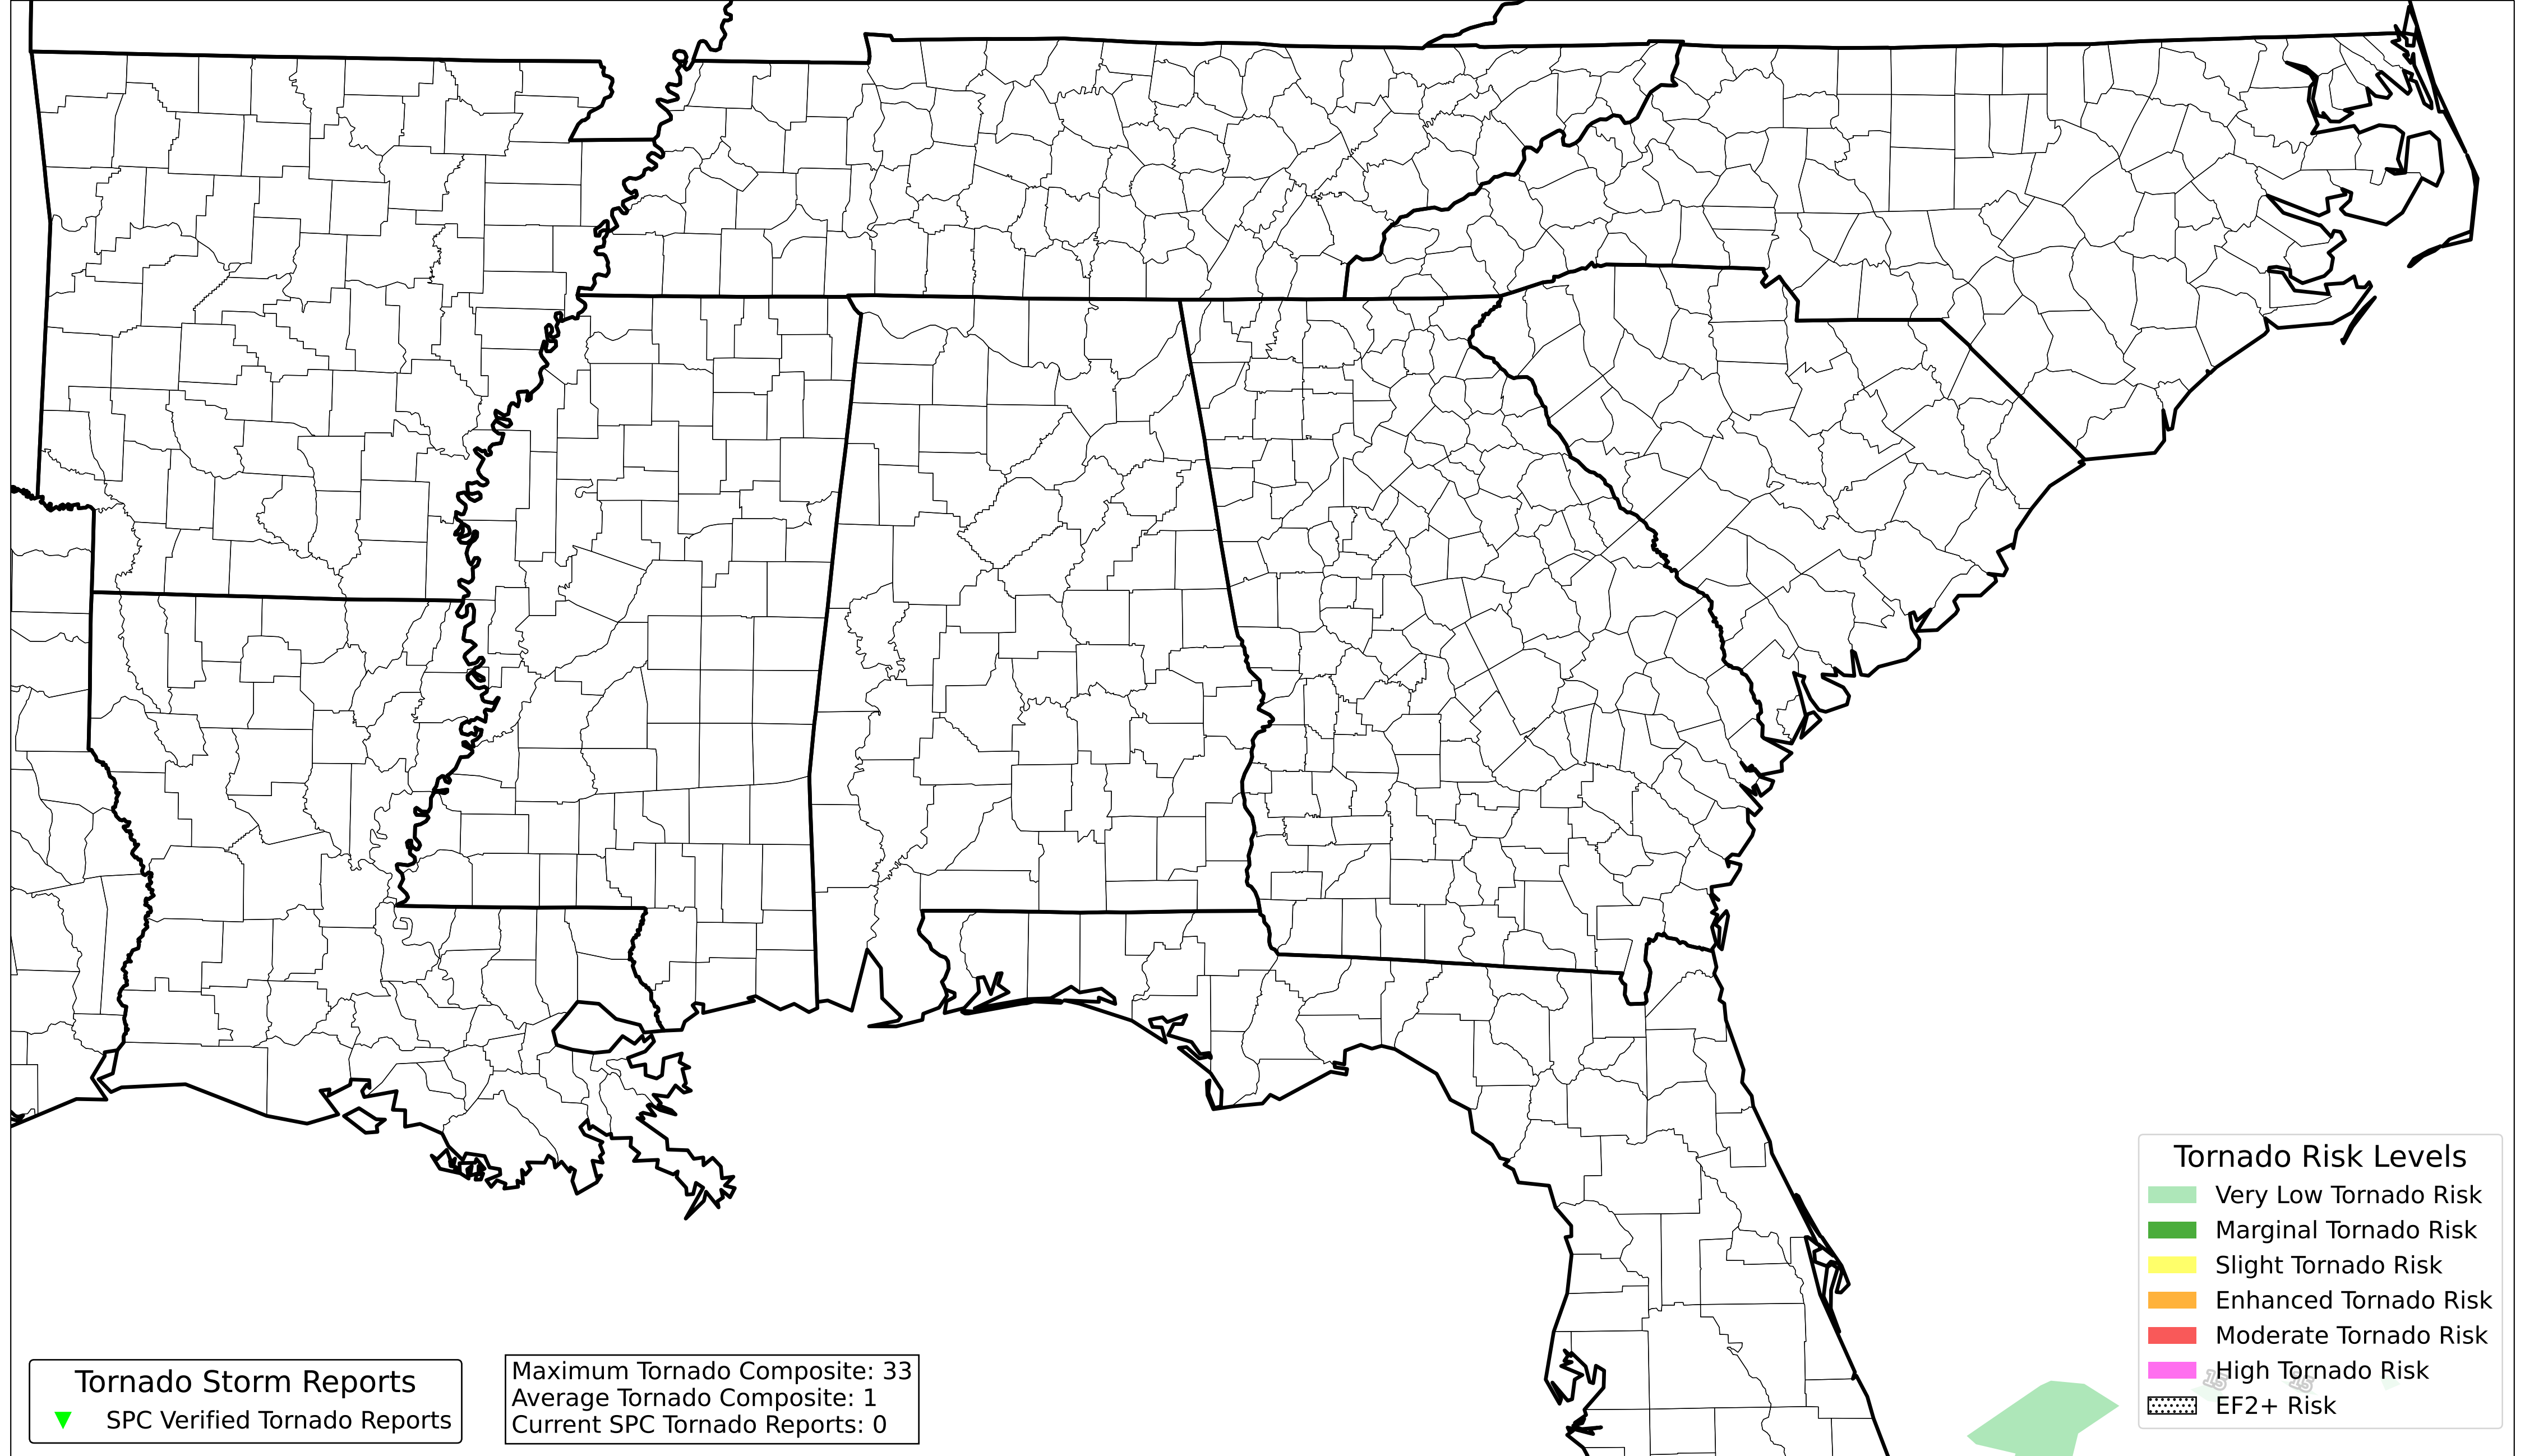 Tornado Storm Reports
SPC Verified Tornado Reports
Maximum Tornado Composite: 33
Average Tornado Composite: 1
Current SPC Tornado Reports: 0
Tornado Risk Levels
Very Low Tornado Risk
Marginal Tornado Risk
Slight Tornado Risk
Enhanced Tornado Risk
Moderate Tornado Risk
High Tornado Risk
15
15
EF2+ Risk